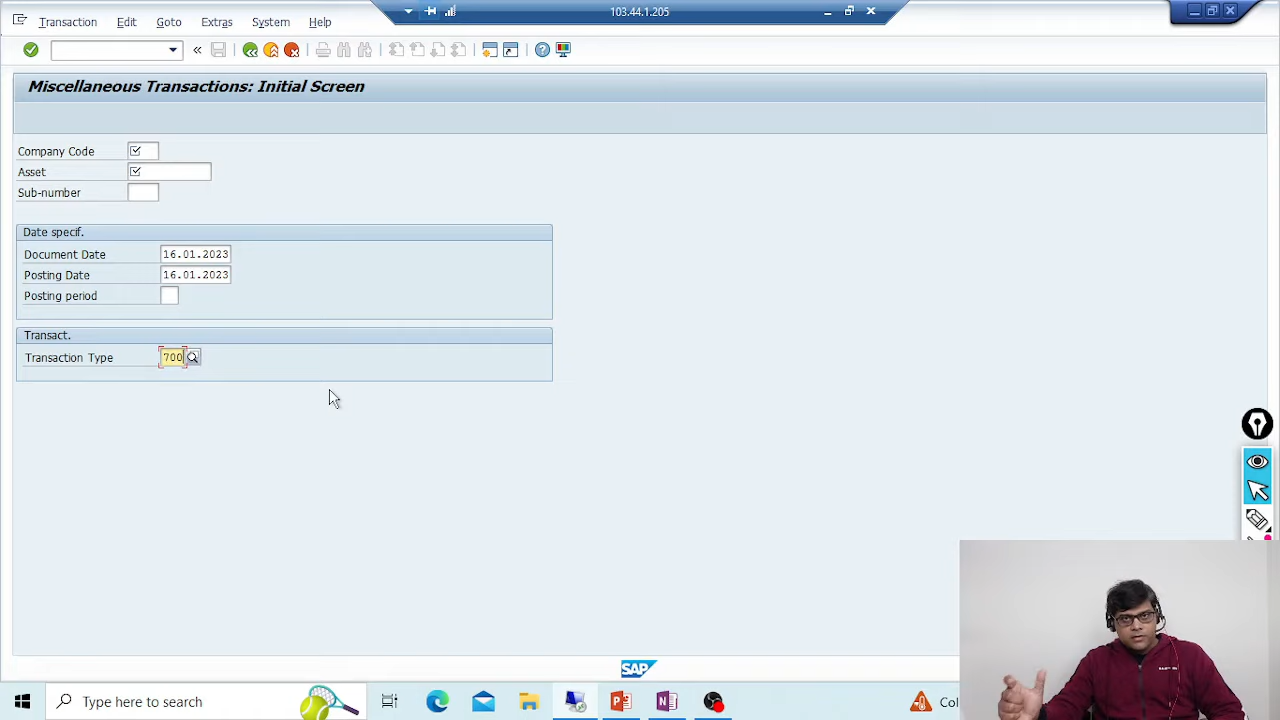 103.44.1.205
Transaction Edit Goto Extras System Help
Miscellaneous Transactions: Initial Screen
Company Code
Asset
Sub-number
Date specif.
Document Date 16.01.2023
Posting Date 16.01.2023
Posting period
Transact.
Transaction Type 700
SAP
Type here to search
Co